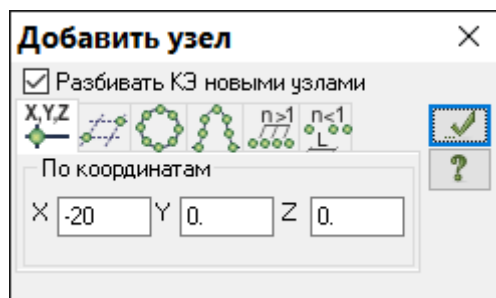 Добавить узел
Разбивать КЭ новыми узлами
X,Y,Z n>1 n<1
L
?
По координатам
X -20 Y 0. Z 0.